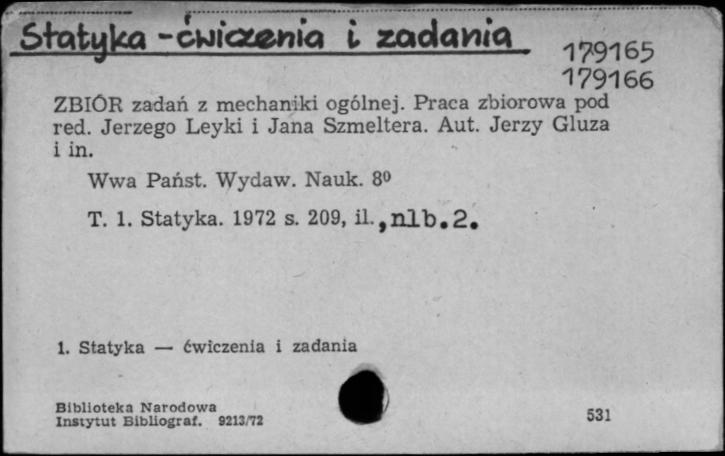 Statyka - ćwiczenia i zadania
179165
179166
ZBIÓR zadań z mechaniki ogólnej. Praca zbiorowa pod
red. Jerzego Leyki i Jana Szmeltera. Aut. Jerzy Gluza
i in.
Wwa Państ. Wydaw. Nauk. 8⁰
T. 1. Statyka. 1972 s. 209, il., nlb. 2.
1. Statyka — ćwiczenia i zadania
Biblioteka Narodowa
Instytut Bibliograf. 9213/72
531